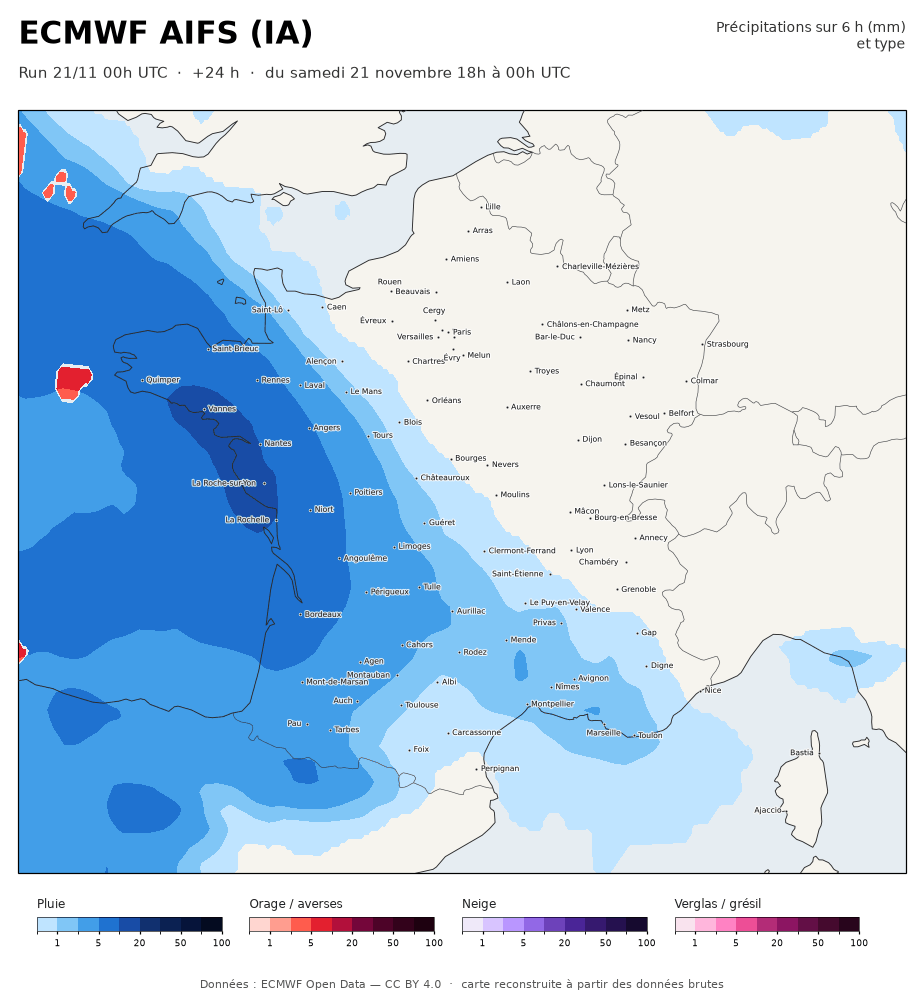 ECMWF AIFS (IA)
Précipitations sur 6 h (mm)
et type
Run 21/11 00h UTC · +24 h · du samedi 21 novembre 18h à 00h UTC
Lille
Arras
Amiens
Charleville-Mézières
Rouen
Laon
Beauvais
Saint-Lô
Caen
Cergy
Metz
Évreux
Châlons-en-Champagne
Paris
Versailles
Bar-le-Duc
Nancy
Strasbourg
Saint-Brieuc
Évry
Melun
Alençon
Chartres
Troyes
Épinal
Quimper
Rennes
Laval
Chaumont
Colmar
Le Mans
Orléans
Vannes
Auxerre
Vesoul
Belfort
Blois
Angers
Tours
Dijon
Nantes
Besançon
Bourges
Nevers
Châteauroux
La Roche-sur-Yon
Lons-le-Saunier
Poitiers
Moulins
Niort
Mâcon
La Rochelle
Bourg-en-Bresse
Guéret
Annecy
Limoges
Clermont-Ferrand
Lyon
Angoulême
Chambéry
Saint-Étienne
Tulle
Grenoble
Périgueux
Le Puy-en-Velay
Valence
Bordeaux
Aurillac
Privas
Gap
Mende
Cahors
Rodez
Agen
Digne
Montauban
Mont-de-Marsan
Albi
Avignon
Nîmes
Nice
Auch
Toulouse
Montpellier
Pau
Tarbes
Carcassonne
Marseille
Toulon
Foix
Bastia
Perpignan
Ajaccio
Pluie
Orage / averses
Neige
Verglas / grésil
1 5 20 50 100
1 5 20 50 100
1 5 20 50 100
1 5 20 50 100
Données : ECMWF Open Data — CC BY 4.0 · carte reconstruite à partir des données brutes